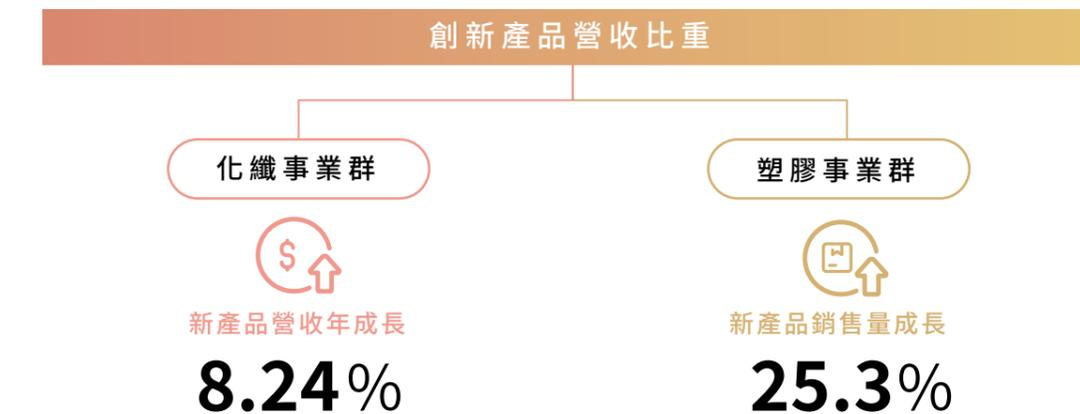 創新產品營收比重
化纖事業群
塑膠事業群
$
新產品營收年成長
新產品銷售量成長
8.24%
25.3%